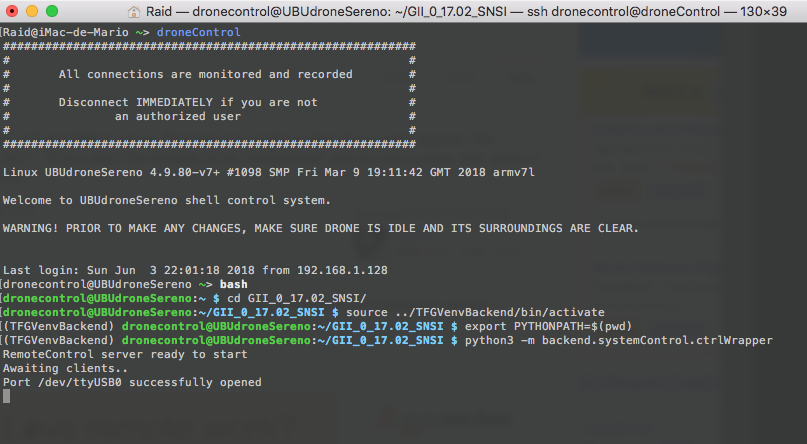 Raid — dronecontrol@UBUdroneSereno: ~/GII_0_17.02_SNSI — ssh dronecontrol@droneControl — 130×39
[Raid@iMac-de-Mario ~> droneControl
###########################################################
#                                                         #
#       All connections are monitored and recorded        #
#                                                         #
#       Disconnect IMMEDIATELY if you are not             #
#               an authorized user                        #
#                                                         #
###########################################################
Linux UBUdroneSereno 4.9.80-v7+ #1098 SMP Fri Mar 9 19:11:42 GMT 2018 armv7l
Welcome to UBUdroneSereno shell control system.
WARNING! PRIOR TO MAKE ANY CHANGES, MAKE SURE DRONE IS IDLE AND ITS SURROUNDINGS ARE CLEAR.
Last login: Sun Jun  3 22:01:18 2018 from 192.168.1.128
[dronecontrol@UBUdroneSereno ~> bash
[dronecontrol@UBUdroneSereno:~ $ cd GII_0_17.02_SNSI/
[dronecontrol@UBUdroneSereno:~/GII_0_17.02_SNSI $ source ../TFGVenvBackend/bin/activate
[(TFGVenvBackend) dronecontrol@UBUdroneSereno:~/GII_0_17.02_SNSI $ export PYTHONPATH=$(pwd)
[(TFGVenvBackend) dronecontrol@UBUdroneSereno:~/GII_0_17.02_SNSI $ python3 -m backend.systemControl.ctrlWrapper
RemoteControl server ready to start
Awaiting clients..
Port /dev/ttyUSB0 successfully opened